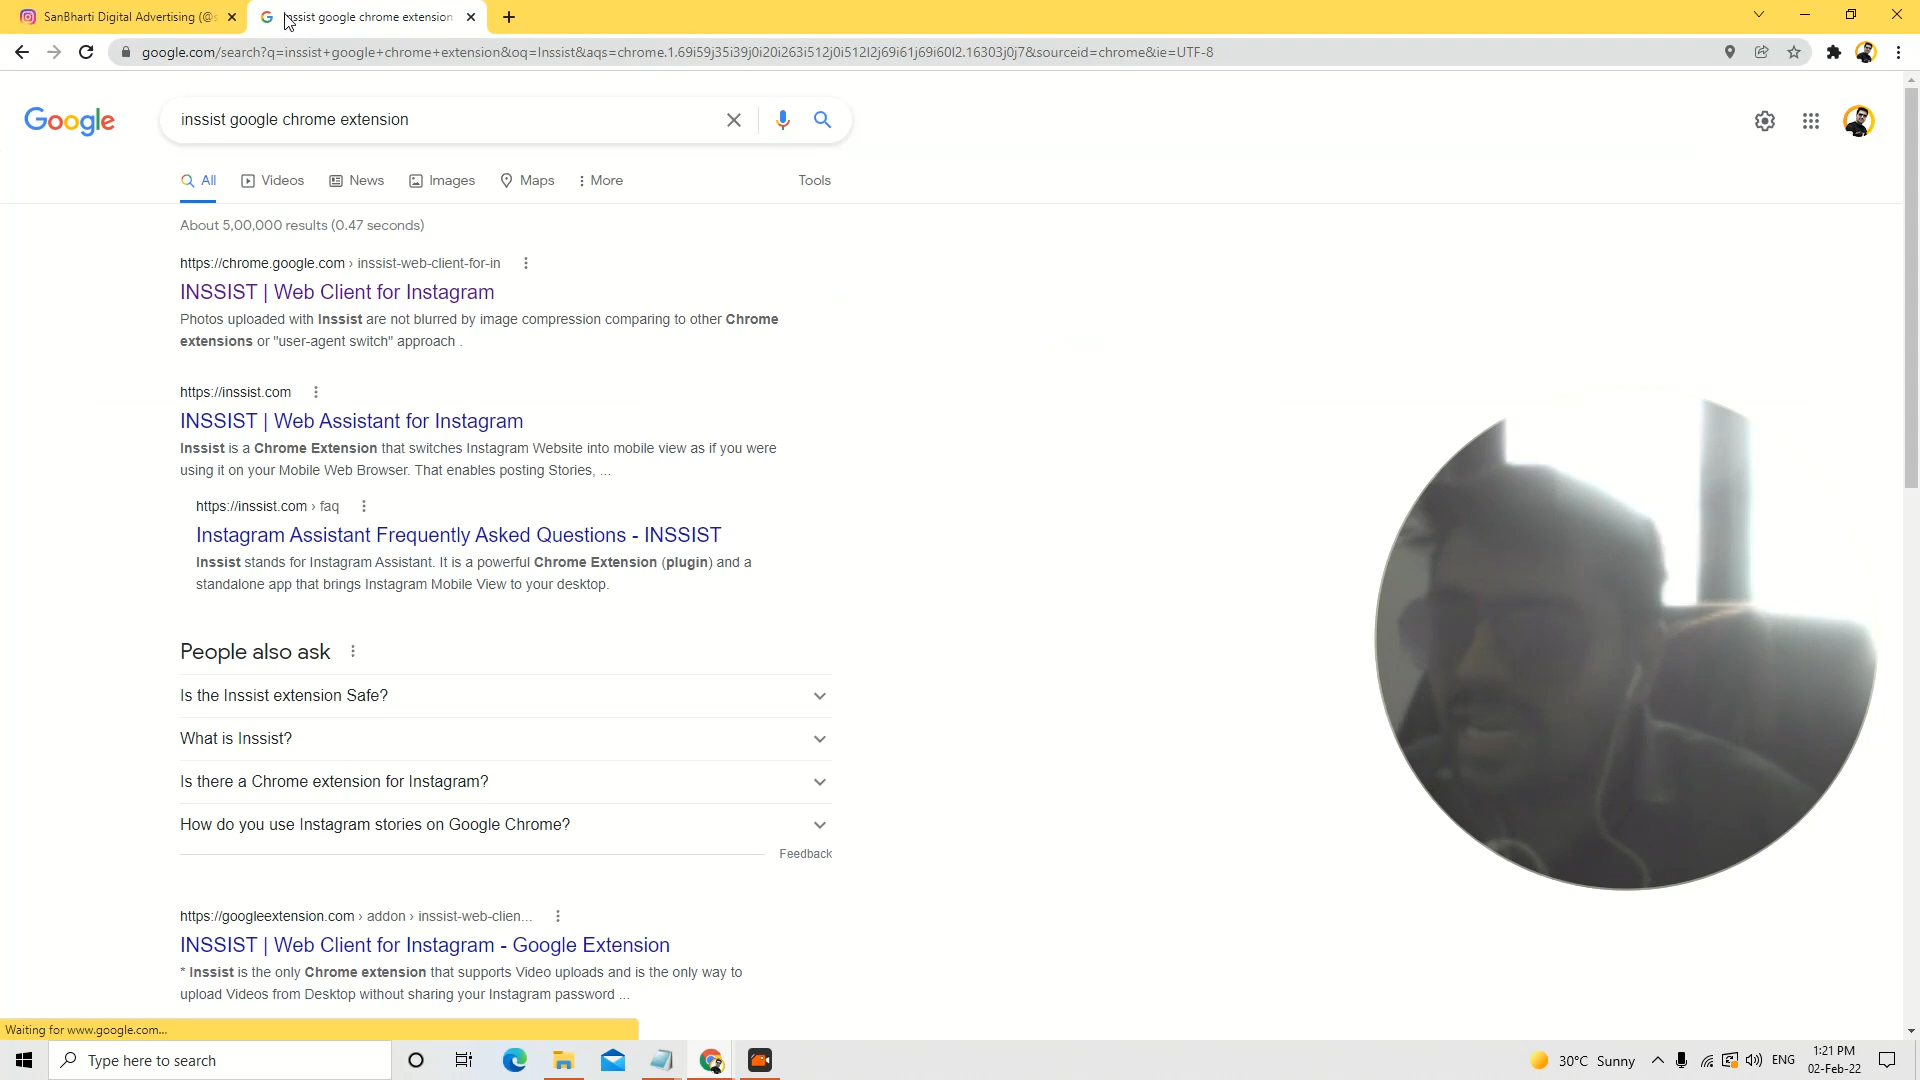 SanBharti Digital Advertising (@s
inssist google chrome extension
google.com/search?q=inssist+google+chrome+extension&oq=Inssist&aqs=chrome.1.69i59j35i39j0i20i263i512j0i512l2j69i61j69i60l2.16303j0j7&sourceid=chrome&ie=UTF-8
Google
inssist google chrome extension
All
Videos
News
Images
Maps
More
Tools
About 5,00,000 results (0.47 seconds)
https://chrome.google.com › inssist-web-client-for-in
INSSIST | Web Client for Instagram
Photos uploaded with Inssist are not blurred by image compression comparing to other Chrome
extensions or "user-agent switch" approach .
https://inssist.com
INSSIST | Web Assistant for Instagram
Inssist is a Chrome Extension that switches Instagram Website into mobile view as if you were
using it on your Mobile Web Browser. That enables posting Stories, ...
https://inssist.com › faq
Instagram Assistant Frequently Asked Questions - INSSIST
Inssist stands for Instagram Assistant. It is a powerful Chrome Extension (plugin) and a
standalone app that brings Instagram Mobile View to your desktop.
People also ask
Is the Inssist extension Safe?
What is Inssist?
Is there a Chrome extension for Instagram?
How do you use Instagram stories on Google Chrome?
Feedback
https://googleextension.com › addon › inssist-web-clien...
INSSIST | Web Client for Instagram - Google Extension
* Inssist is the only Chrome extension that supports Video uploads and is the only way to
upload Videos from Desktop without sharing your Instagram password ...
Waiting for www.google.com...
Type here to search
30°C Sunny
ENG
1:21 PM
02-Feb-22